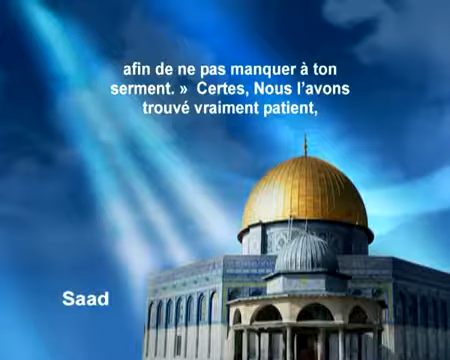 afin de ne pas manquer à ton
serment. »  Certes, Nous l’avons
trouvé vraiment patient,
Saad